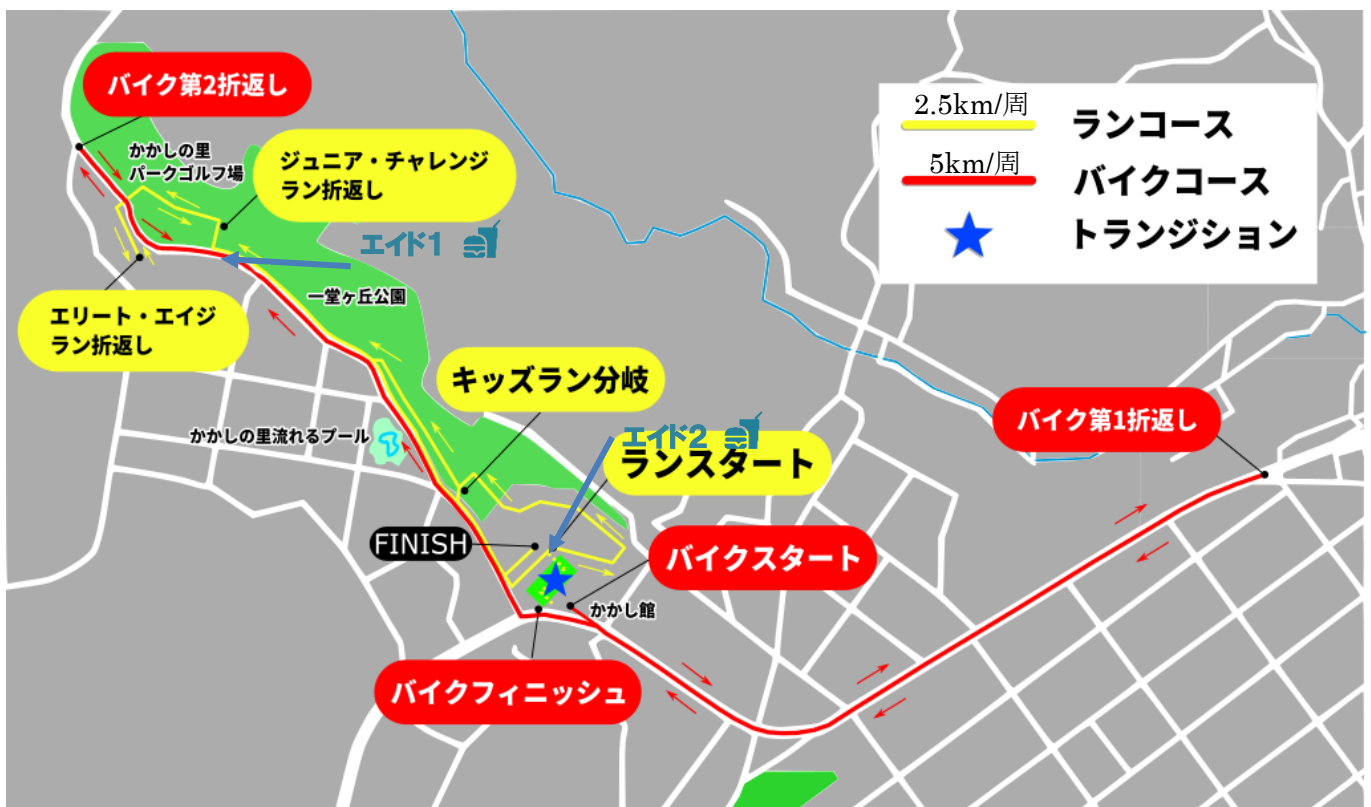 バイク第2折返し
かかしの里
パークゴルフ場
ジュニア・チャレンジ
ラン折返し
2.5km/周
ランコース
5km/周
バイクコース
トランジション
エイド1
一堂ヶ丘公園
エリート・エイジ
ラン折返し
キッズラン分岐
かかしの里流れるプール
エイド2
ランスタート
バイク第1折返し
FINISH
バイクスタート
かかし館
バイクフィニッシュ